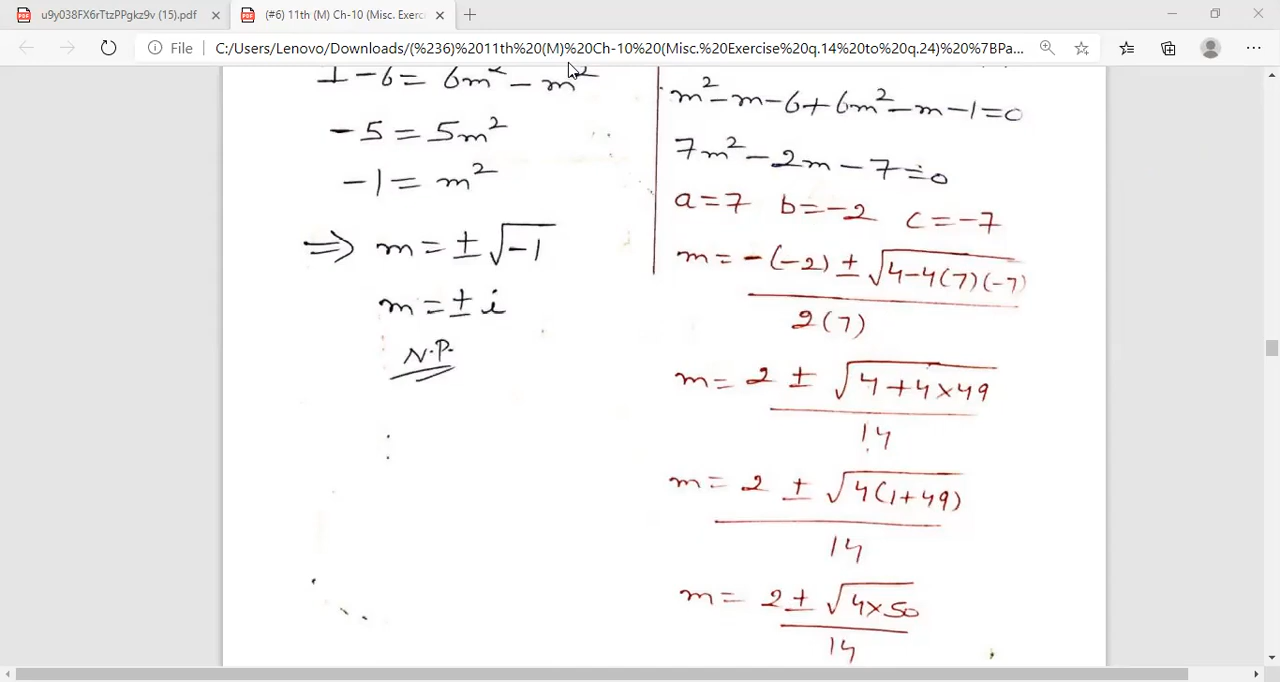 u9y038FX6rTtzPPgkz9v (15).pdf
(#6) 11th (M) Ch-10 (Misc. Exerc
File
C:/Users/Lenovo/Downloads/(%236)%2011th%20(M)%20Ch-10%20(Misc.%20Exercise%20q.14%20to%20q.24)%20%7BPa...
1-6 = 6m² - m²
-5 = 5m²
-1 = m²
⇒ m = ±√-1
m = ± i
N.P.
m² - m - 6 + 6m² - m - 1 = 0
7m² - 2m - 7 = 0
a = 7 b = -2 c = -7
m = -(-2) ± √4-4(7)(-7)
2(7)
m = 2 ± √4+4×49
14
m = 2 ± √4(1+49)
14
m = 2 ± √4×50
14